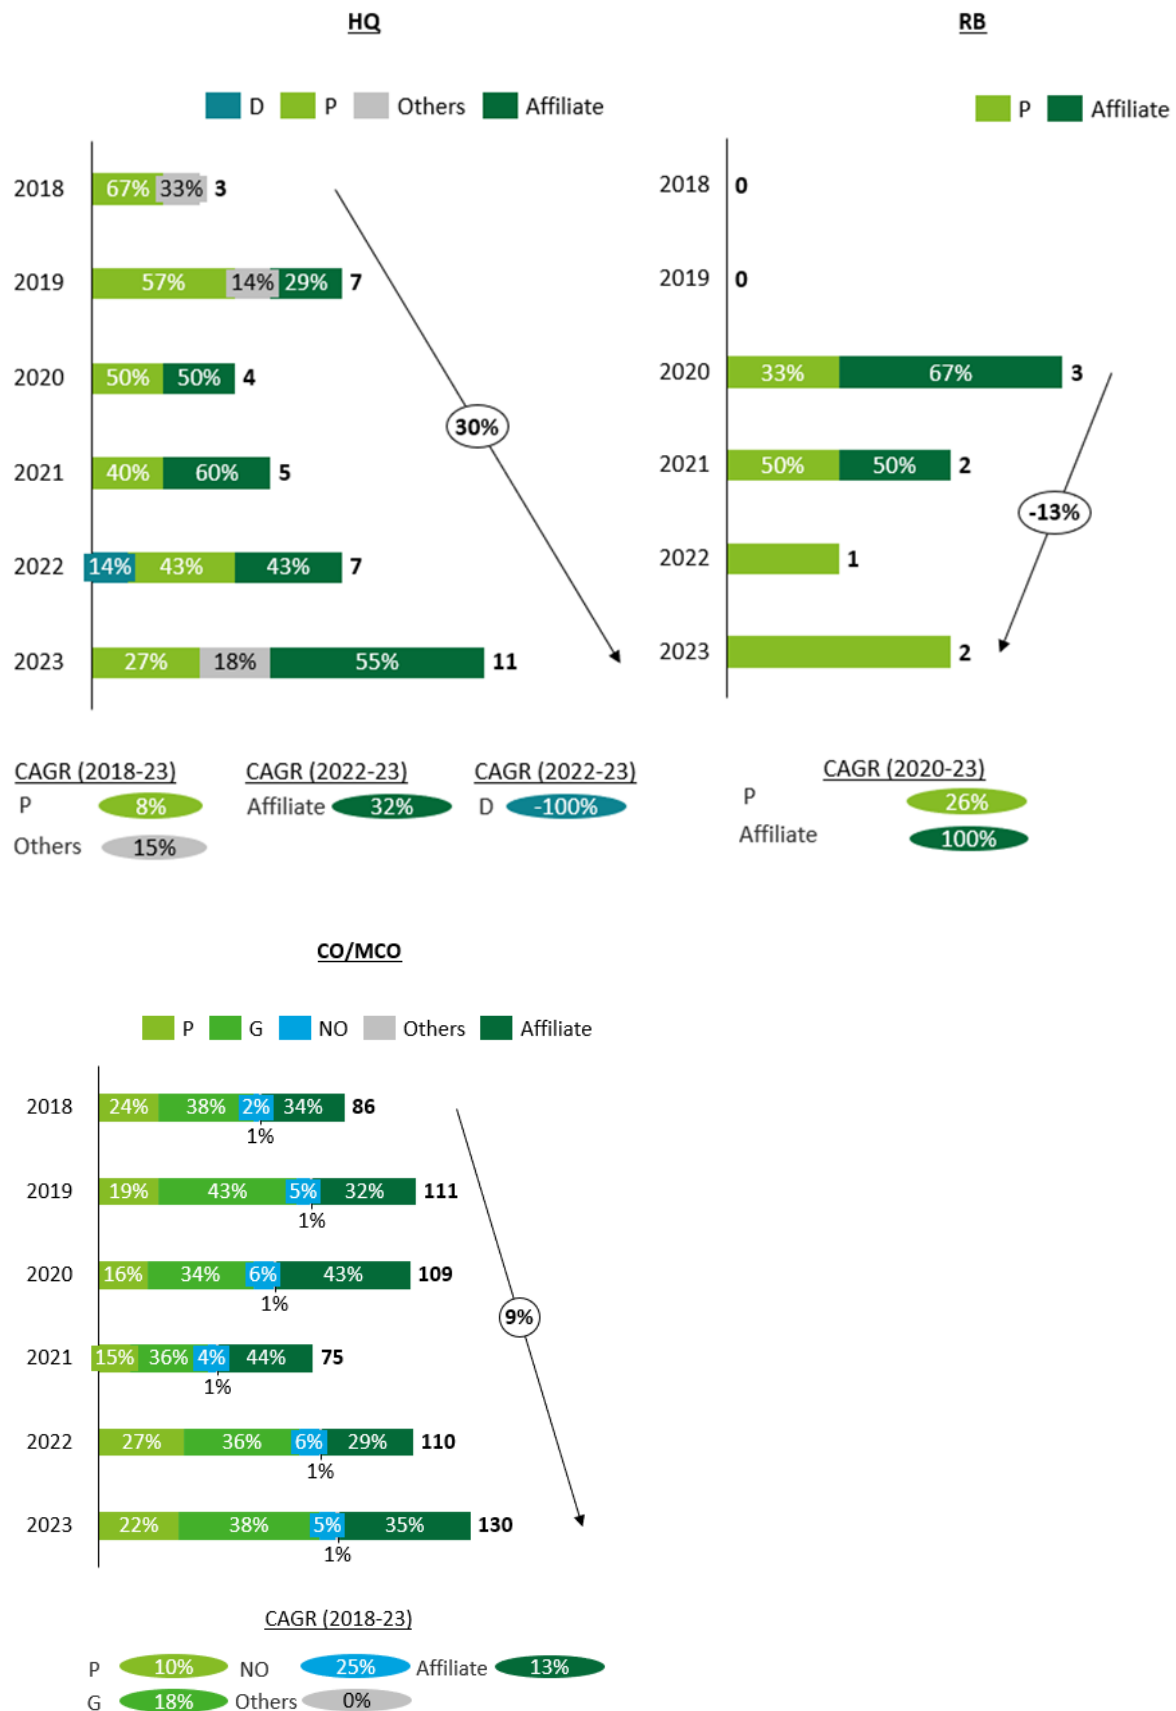 HQ
D P Others Affiliate
2018 67% 33% 3
2019 57% 14% 29% 7
2020 50% 50% 4
30%
2021 40% 60% 5
2022 14% 43% 43% 7
2023 27% 18% 55% 11
CAGR (2018-23) CAGR (2022-23) CAGR (2022-23)
P 8% Affiliate 32% D -100%
Others 15%
RB
P Affiliate
2018 0
2019 0
2020 33% 67% 3
2021 50% 50% 2
-13%
2022 1
2023 2
CAGR (2020-23)
P 26%
Affiliate 100%
CO/MCO
P G NO Others Affiliate
2018 24% 38% 2% 34% 86
1%
2019 19% 43% 5% 32% 111
1%
2020 16% 34% 6% 43% 109
1%
9%
2021 15% 36% 4% 44% 75
1%
2022 27% 36% 6% 29% 110
1%
2023 22% 38% 5% 35% 130
1%
CAGR (2018-23)
P 10% NO 25% Affiliate 13%
G 18% Others 0%